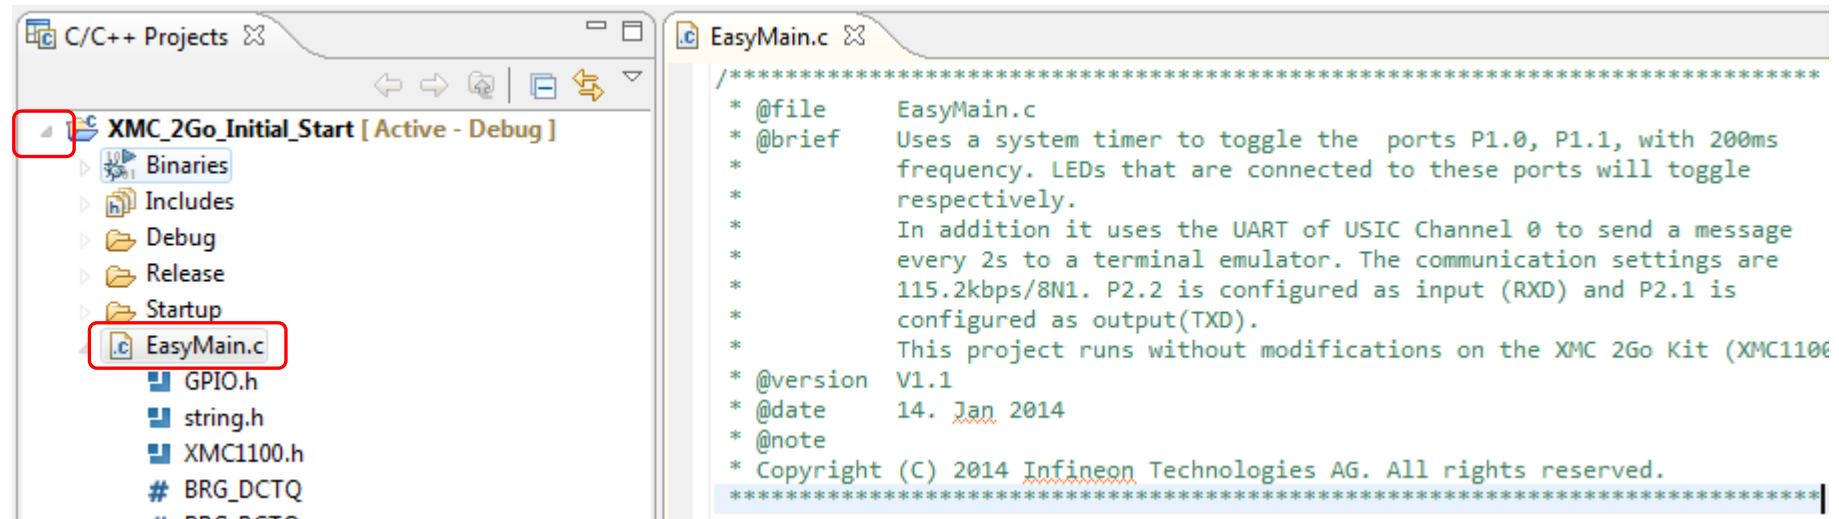 C/C++ Projects
XMC_2Go_Initial_Start [ Active - Debug ]
Binaries
Includes
Debug
Release
Startup
EasyMain.c
GPIO.h
string.h
XMC1100.h
BRG_DCTQ
EasyMain.c
/******************************************************************************
* @file     EasyMain.c
* @brief    Uses a system timer to toggle the  ports P1.0, P1.1, with 200ms
*           frequency. LEDs that are connected to these ports will toggle
*           respectively.
*           In addition it uses the UART of USIC Channel 0 to send a message
*           every 2s to a terminal emulator. The communication settings are
*           115.2kbps/8N1. P2.2 is configured as input (RXD) and P2.1 is
*           configured as output(TXD).
*           This project runs without modifications on the XMC 2Go Kit (XMC1100
* @version  V1.1
* @date     14. Jan 2014
* @note
* Copyright (C) 2014 Infineon Technologies AG. All rights reserved.
******************************************************************************